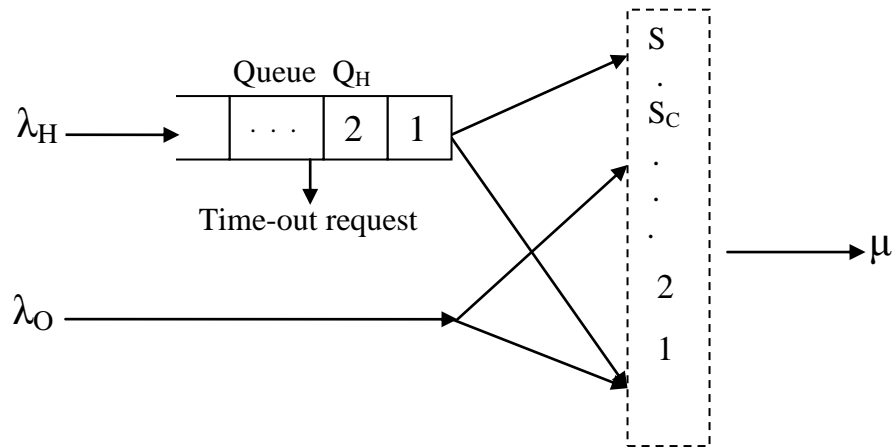 S
.
Queue Q_H
S_C
λ_H
. . .
2
1
.
.
.
Time-out request
μ
2
λ_O
1